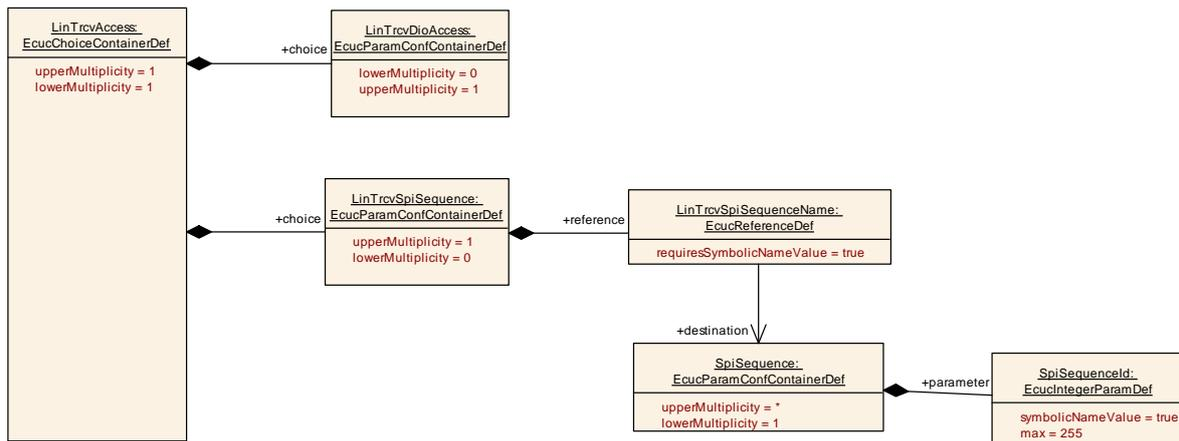 LinTrcvAccess:
EcucChoiceContainerDef
upperMultiplicity = 1
lowerMultiplicity = 1
+choice
LinTrcvDioAccess:
EcucParamConfContainerDef
lowerMultiplicity = 0
upperMultiplicity = 1
+choice
LinTrcvSpiSequence:
EcucParamConfContainerDef
upperMultiplicity = 1
lowerMultiplicity = 0
+reference
LinTrcvSpiSequenceName:
EcucReferenceDef
requiresSymbolicNameValue = true
+destination
SpiSequence:
EcucParamConfContainerDef
upperMultiplicity = *
lowerMultiplicity = 1
+parameter
SpiSequenceId:
EcucIntegerParamDef
symbolicNameValue = true
max = 255